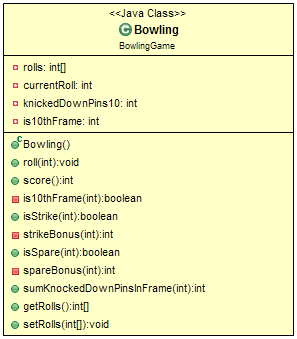 <<Java Class>>
Bowling
BowlingGame
rolls: int[]
currentRoll: int
knickedDownPins10: int
is10thFrame: int
Bowling()
roll(int):void
score():int
is10thFrame(int):boolean
isStrike(int):boolean
strikeBonus(int):int
isSpare(int):boolean
spareBonus(int):int
sumKnockedDownPinsInFrame(int):int
getRolls():int[]
setRolls(int[]):void